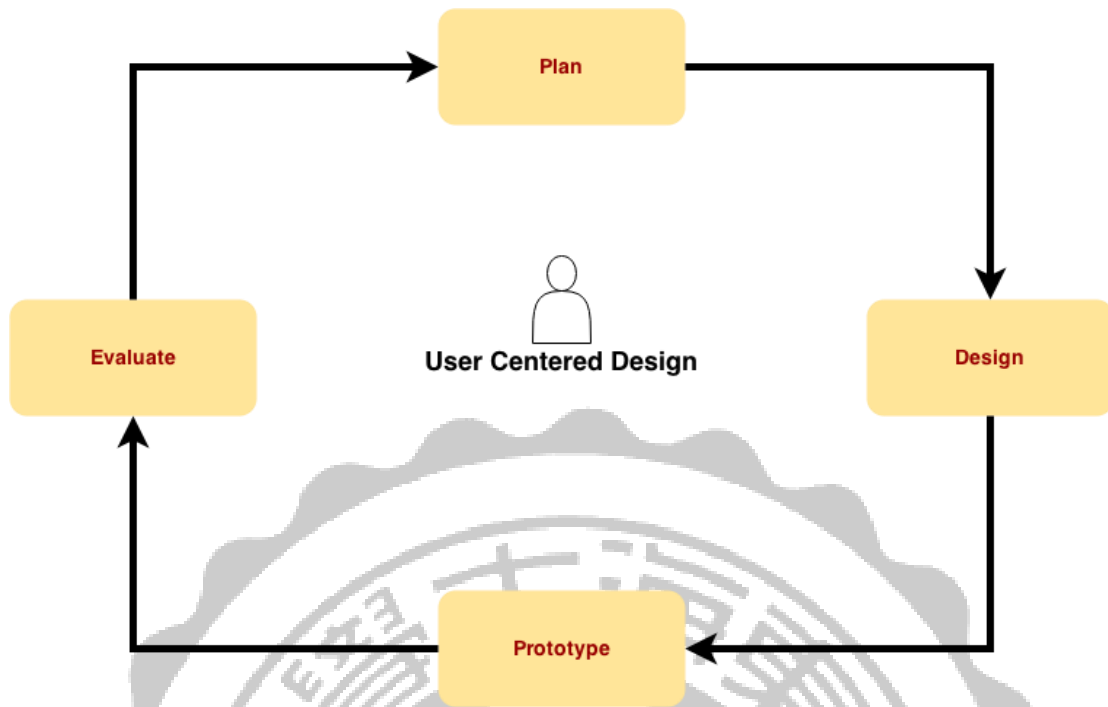 Plan
Evaluate
User Centered Design
Design
Prototype